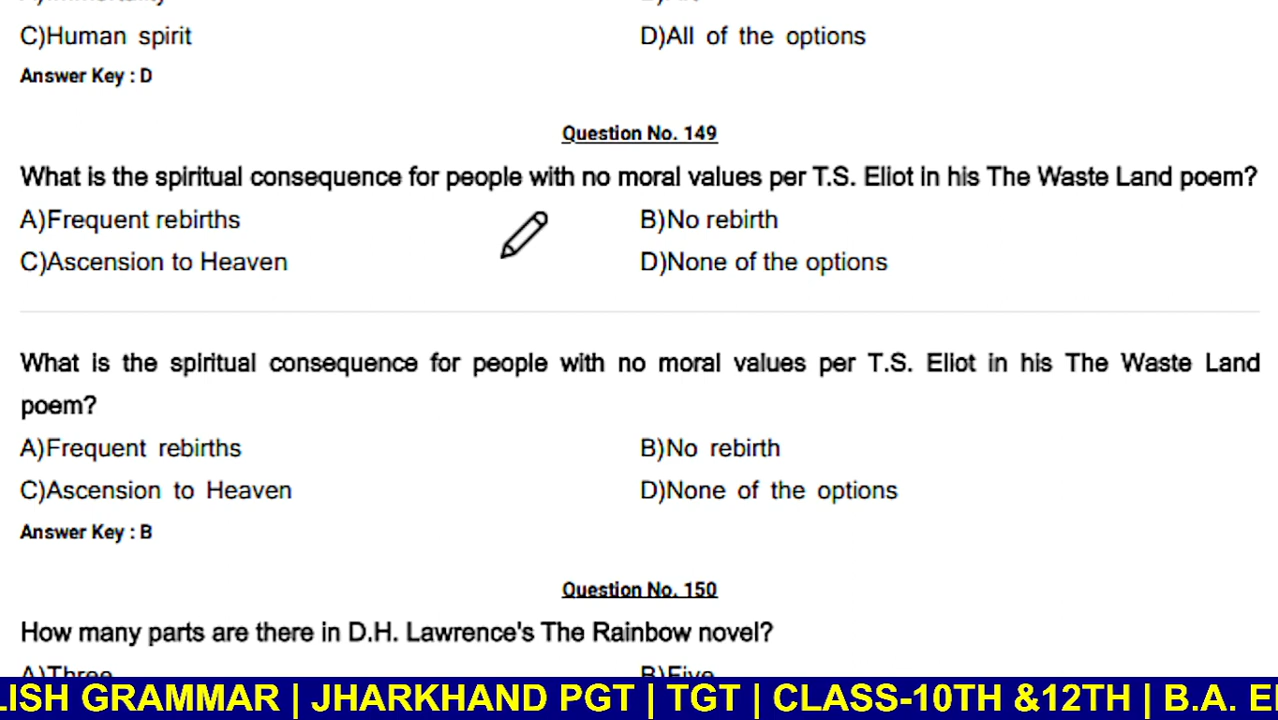 C)Human spirit D)All of the options
Answer Key : D
Question No. 149
What is the spiritual consequence for people with no moral values per T.S. Eliot in his The Waste Land poem?
A)Frequent rebirths B)No rebirth
C)Ascension to Heaven D)None of the options
What is the spiritual consequence for people with no moral values per T.S. Eliot in his The Waste Land
poem?
A)Frequent rebirths B)No rebirth
C)Ascension to Heaven D)None of the options
Answer Key : B
Question No. 150
How many parts are there in D.H. Lawrence's The Rainbow novel?
A)Three B)Five
GRAMMAR | JHARKHAND PGT | TGT | CLASS-10TH &12TH | B.A.